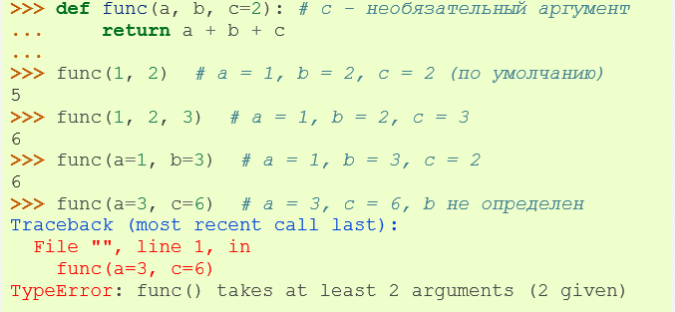 >>> def func(a, b, c=2): # c - необязательный аргумент
...     return a + b + c
...
>>> func(1, 2)  # a = 1, b = 2, c = 2 (по умолчанию)
5
>>> func(1, 2, 3)  # a = 1, b = 2, c = 3
6
>>> func(a=1, b=3)  # a = 1, b = 3, c = 2
6
>>> func(a=3, c=6)  # a = 3, c = 6, b не определен
Traceback (most recent call last):
  File "", line 1, in
    func(a=3, c=6)
TypeError: func() takes at least 2 arguments (2 given)